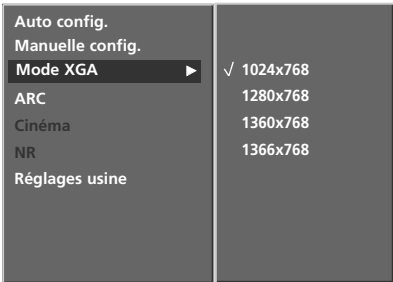 Auto config.
Manuelle config.
Mode XGA
ARC
Cinéma
NR
Réglages usine
√ 1024x768
1280x768
1360x768
1366x768